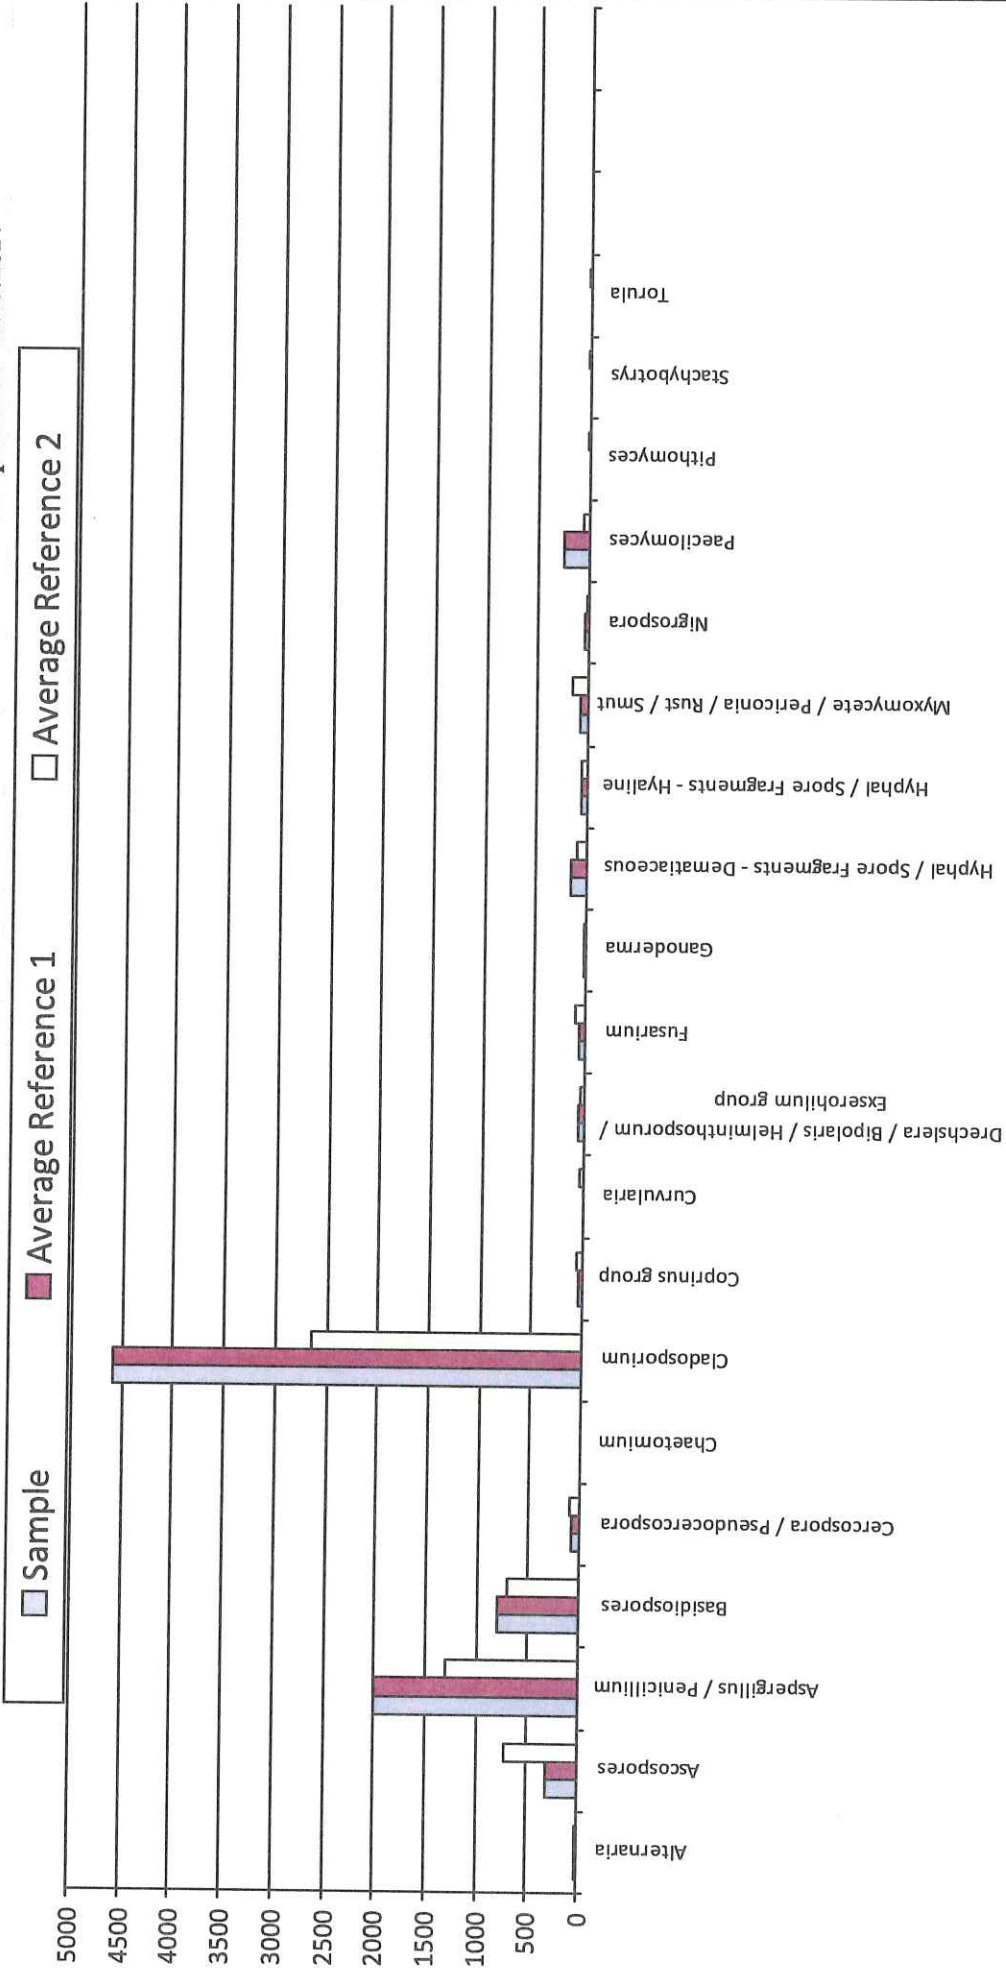 Sample
Average Reference 1
Average Reference 2
5000
4500
4000
3500
3000
2500
2000
1500
1000
500
0
Alternaria
Ascospores
Aspergillus / Penicillium
Basidiospores
Cercospora / Pseudocercospora
Chaetomium
Cladosporium
Coprinus group
Curvularia
Drechslera / Bipolaris / Helminthosporum /
Exserohilum group
Fusarium
Ganoderma
Hyphal / Spore Fragments - Dematiaceous
Hyphal / Spore Fragments - Hyaline
Myxomycete / Periconia / Rust / Smut
Nigrospora
Paecilomyces
Pithomyces
Stachybotrys
Torula